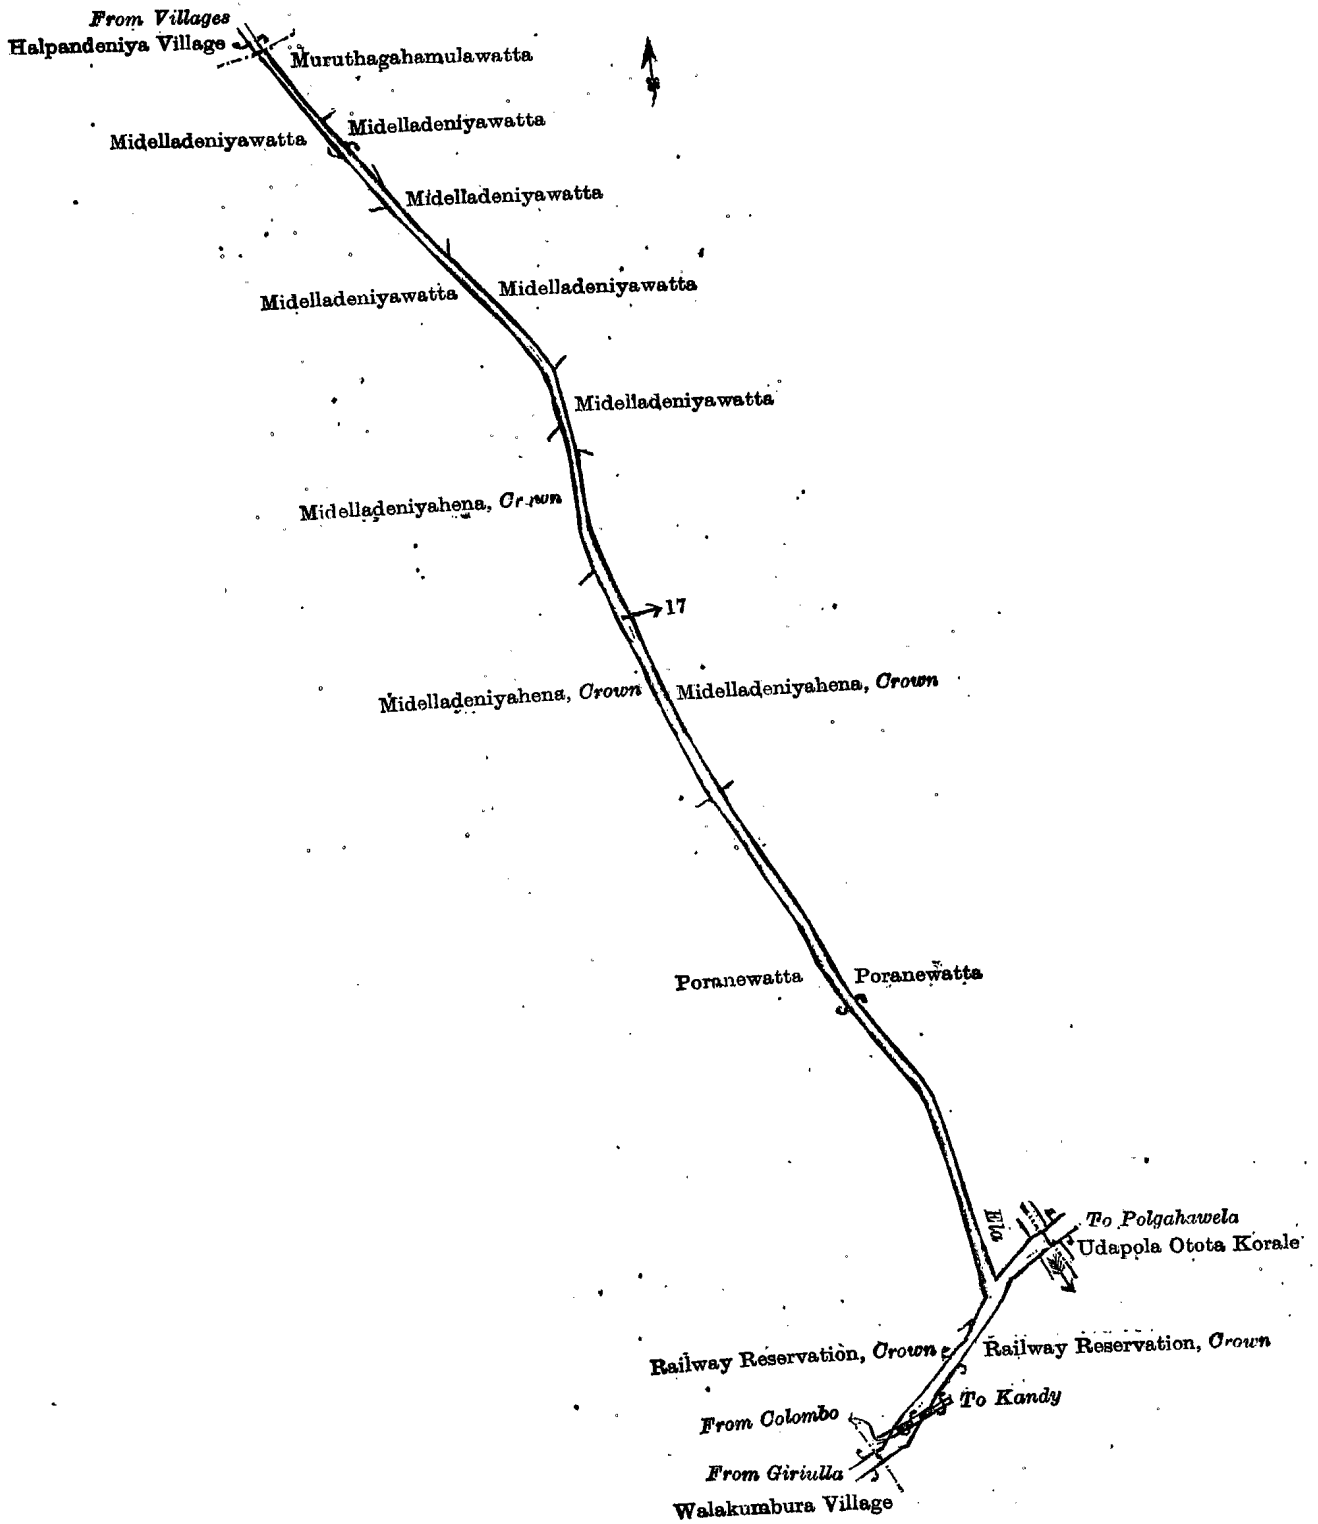 From Villages
Halpandeniya Village
Muruthagahamulawatta
Midelladeniyawatta
Midelladeniyawatta
Midelladeniyawatta
Midelladeniyawatta
Midelladeniyawatta
Midelladeniyawatta
Midelladeniyahena, Crown
17
Midelladeniyahena, Crown
Midelladeniyahena, Crown
Poranewatta
Poranewatta
Ela
To Polgahawela
Udapola Otota Korale
Railway Reservation, Crown
Railway Reservation, Crown
To Kandy
From Colombo
From Giriulla
Walakumbura Village